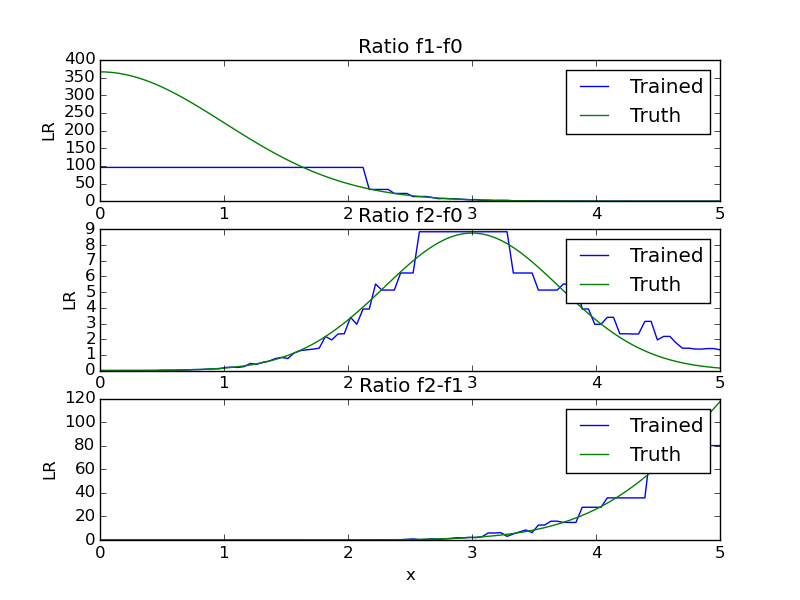 Ratio f1-f0
400
350
300
250
200
150
100
50
0
LR
Trained
Truth
0 1 2 3 4 5
Ratio f2-f0
9
8
7
6
5
4
3
2
1
0
LR
Trained
Truth
0 1 2 3 4 5
Ratio f2-f1
120
100
80
60
40
20
0
LR
Trained
Truth
0 1 2 3 4 5
x